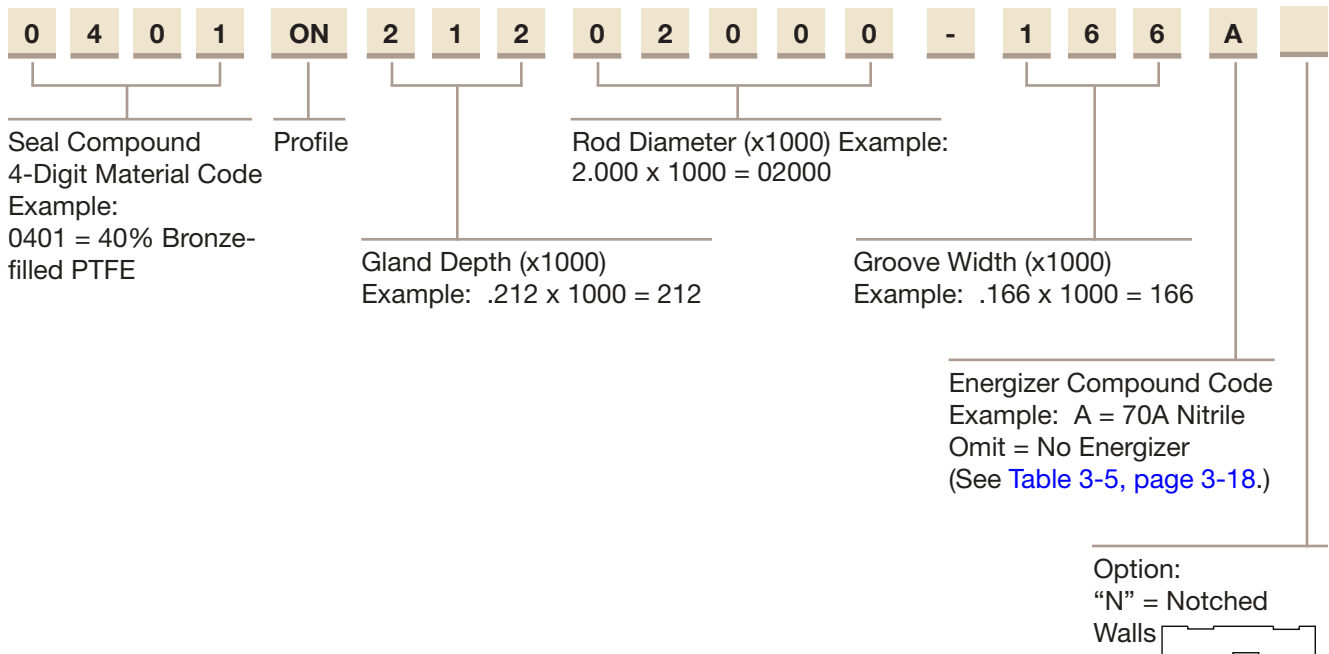 0 4 0 1 ON 2 1 2 0 2 0 0 0 - 1 6 6 A
Seal Compound
4-Digit Material Code
Example:
0401 = 40% Bronze-
filled PTFE
Profile
Gland Depth (x1000)
Example: .212 x 1000 = 212
Rod Diameter (x1000) Example:
2.000 x 1000 = 02000
Groove Width (x1000)
Example: .166 x 1000 = 166
Energizer Compound Code
Example: A = 70A Nitrile
Omit = No Energizer
(See Table 3-5, page 3-18.)
Option:
“N” = Notched
Walls